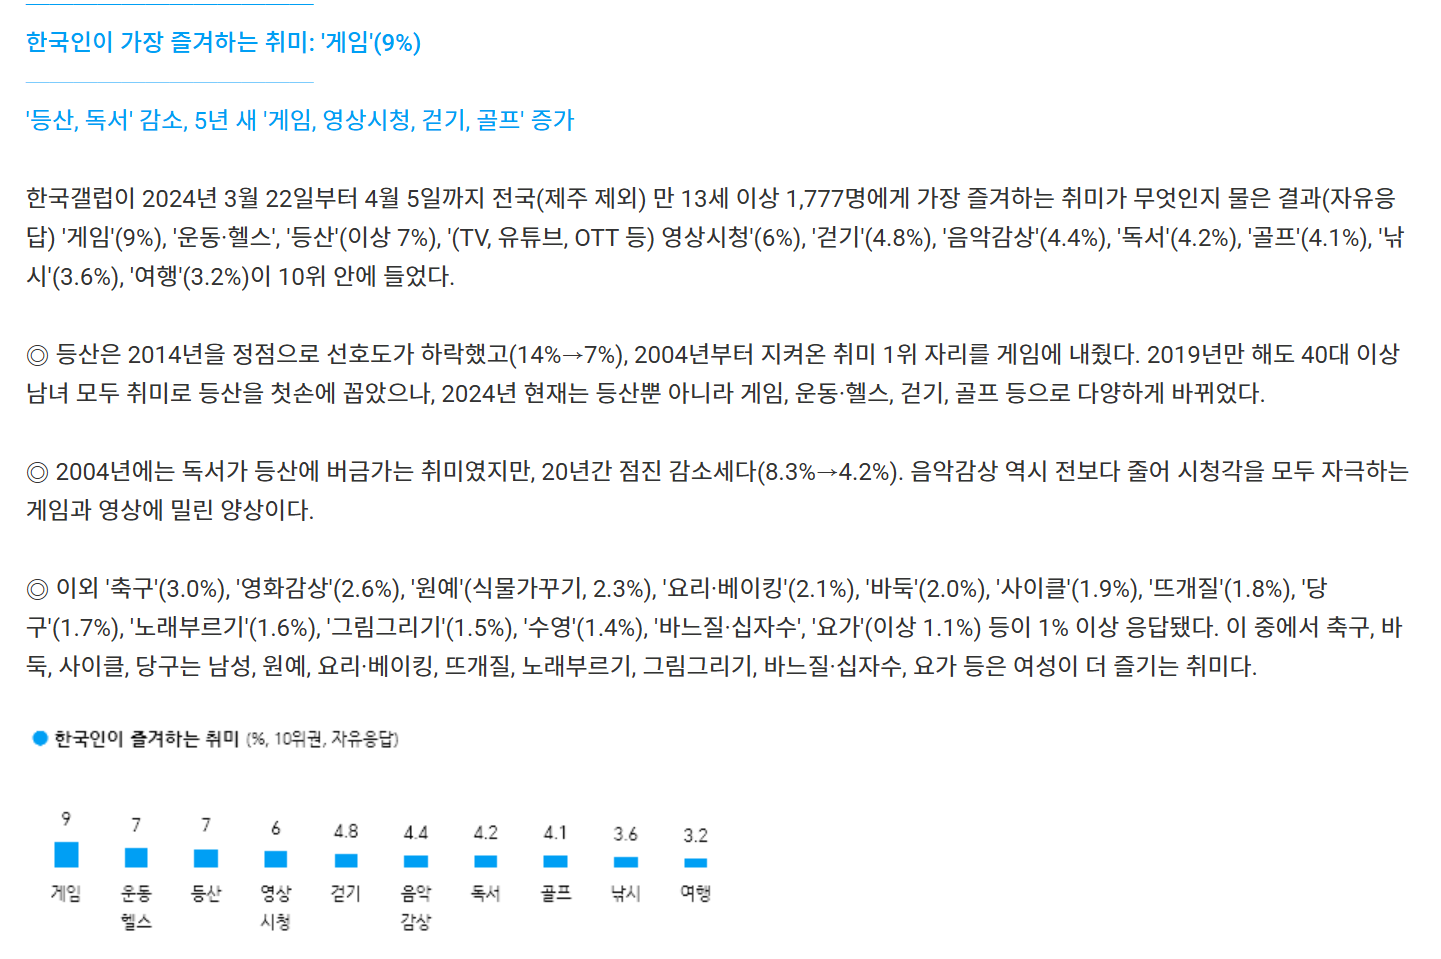 한국인이 가장 즐겨하는 취미: '게임'(9%)
'등산, 독서' 감소, 5년 새 '게임, 영상시청, 걷기, 골프' 증가
한국갤럽이 2024년 3월 22일부터 4월 5일까지 전국(제주 제외) 만 13세 이상 1,777명에게 가장 즐겨하는 취미가 무엇인지 물은 결과(자유응
답) '게임'(9%), '운동·헬스', '등산'(이상 7%), '(TV, 유튜브, OTT 등) 영상시청'(6%), '걷기'(4.8%), '음악감상'(4.4%), '독서'(4.2%), '골프'(4.1%), '낚
시'(3.6%), '여행'(3.2%)이 10위 안에 들었다.
◎ 등산은 2014년을 정점으로 선호도가 하락했고(14%→7%), 2004년부터 지켜온 취미 1위 자리를 게임에 내줬다. 2019년만 해도 40대 이상
남녀 모두 취미로 등산을 첫손에 꼽았으나, 2024년 현재는 등산뿐 아니라 게임, 운동·헬스, 걷기, 골프 등으로 다양하게 바뀌었다.
◎ 2004년에는 독서가 등산에 버금가는 취미였지만, 20년간 점진 감소세다(8.3%→4.2%). 음악감상 역시 전보다 줄어 시청각을 모두 자극하는
게임과 영상에 밀린 양상이다.
◎ 이외 '축구'(3.0%), '영화감상'(2.6%), '원예'(식물가꾸기, 2.3%), '요리·베이킹'(2.1%), '바둑'(2.0%), '사이클'(1.9%), '뜨개질'(1.8%), '당
구'(1.7%), '노래부르기'(1.6%), '그림그리기'(1.5%), '수영'(1.4%), '바느질·십자수', '요가'(이상 1.1%) 등이 1% 이상 응답됐다. 이 중에서 축구, 바
둑, 사이클, 당구는 남성, 원예, 요리·베이킹, 뜨개질, 노래부르기, 그림그리기, 바느질·십자수, 요가 등은 여성이 더 즐기는 취미다.
한국인이 즐겨하는 취미 (%, 10위권, 자유응답)
9 7 7 6 4.8 4.4 4.2 4.1 3.6 3.2
게임 운동 등산 영상 걷기 음악 독서 골프 낚시 여행
헬스 시청 감상